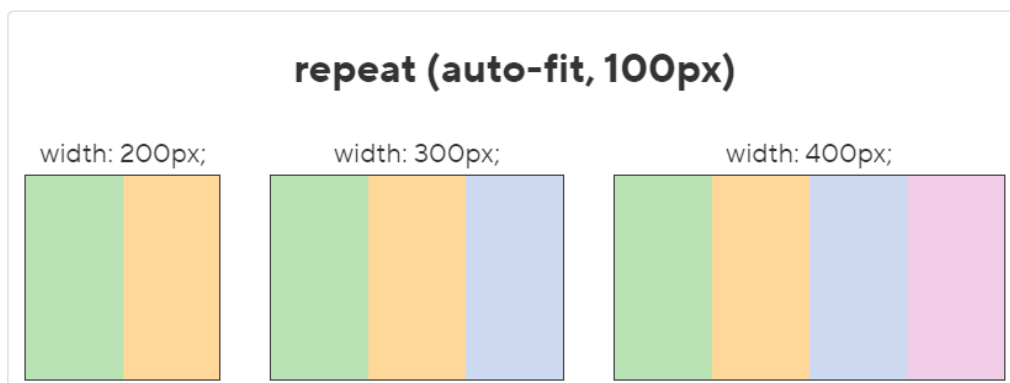 repeat (auto-fit, 100px)
width: 200px;
width: 300px;
width: 400px;